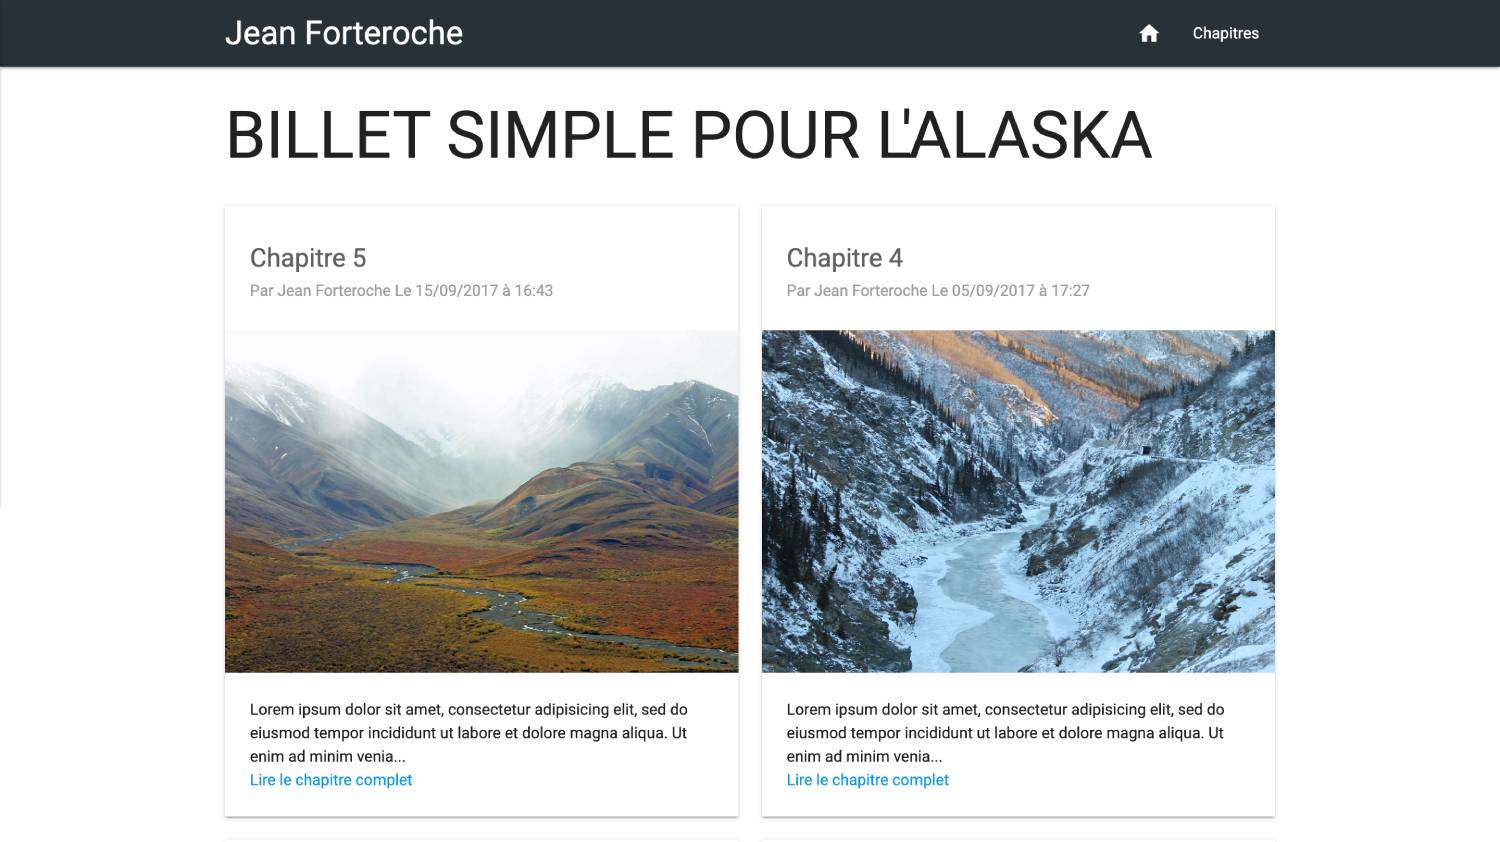 Jean Forteroche
Chapitres
BILLET SIMPLE POUR L'ALASKA
Chapitre 5
Par Jean Forteroche Le 15/09/2017 à 16:43
Lorem ipsum dolor sit amet, consectetur adipisicing elit, sed do
eiusmod tempor incididunt ut labore et dolore magna aliqua. Ut
enim ad minim venia...
Lire le chapitre complet
Chapitre 4
Par Jean Forteroche Le 05/09/2017 à 17:27
Lorem ipsum dolor sit amet, consectetur adipisicing elit, sed do
eiusmod tempor incididunt ut labore et dolore magna aliqua. Ut
enim ad minim venia...
Lire le chapitre complet